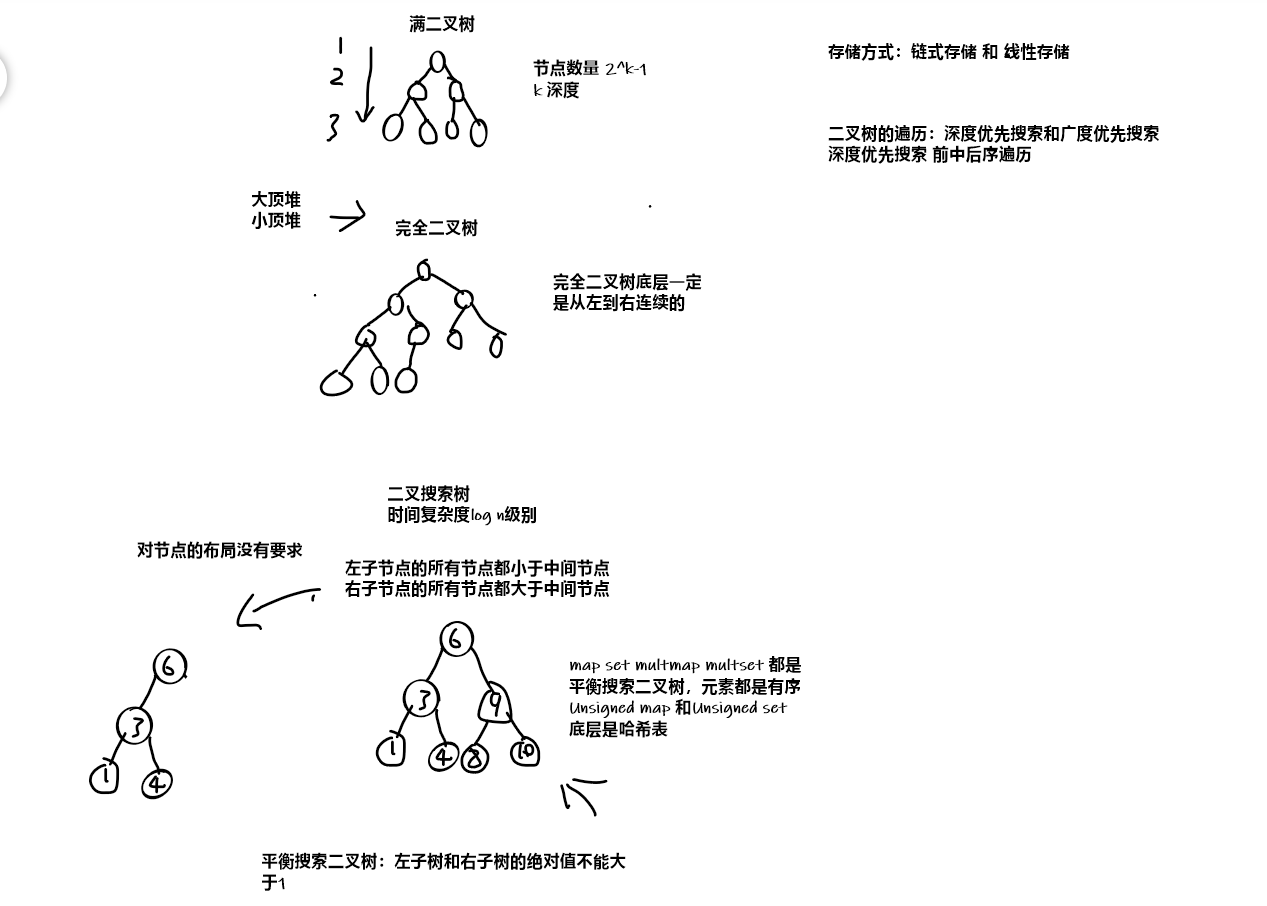 满二叉树
1
2
3
节点数量 2^k-1
k 深度
存储方式：链式存储 和 线性存储
二叉树的遍历：深度优先搜索和广度优先搜索
深度优先搜索 前中后序遍历
大顶堆
小顶堆
完全二叉树
完全二叉树底层一定
是从左到右连续的
二叉搜索树
时间复杂度log n级别
对节点的布局没有要求
左子节点的所有节点都小于中间节点
右子节点的所有节点都大于中间节点
6
3
1 4
6
3 9
1 4 8 10
map set multmap multset 都是
平衡搜索二叉树，元素都是有序
Unsigned map 和Unsigned set
底层是哈希表
平衡搜索二叉树：左子树和右子树的绝对值不能大
于1